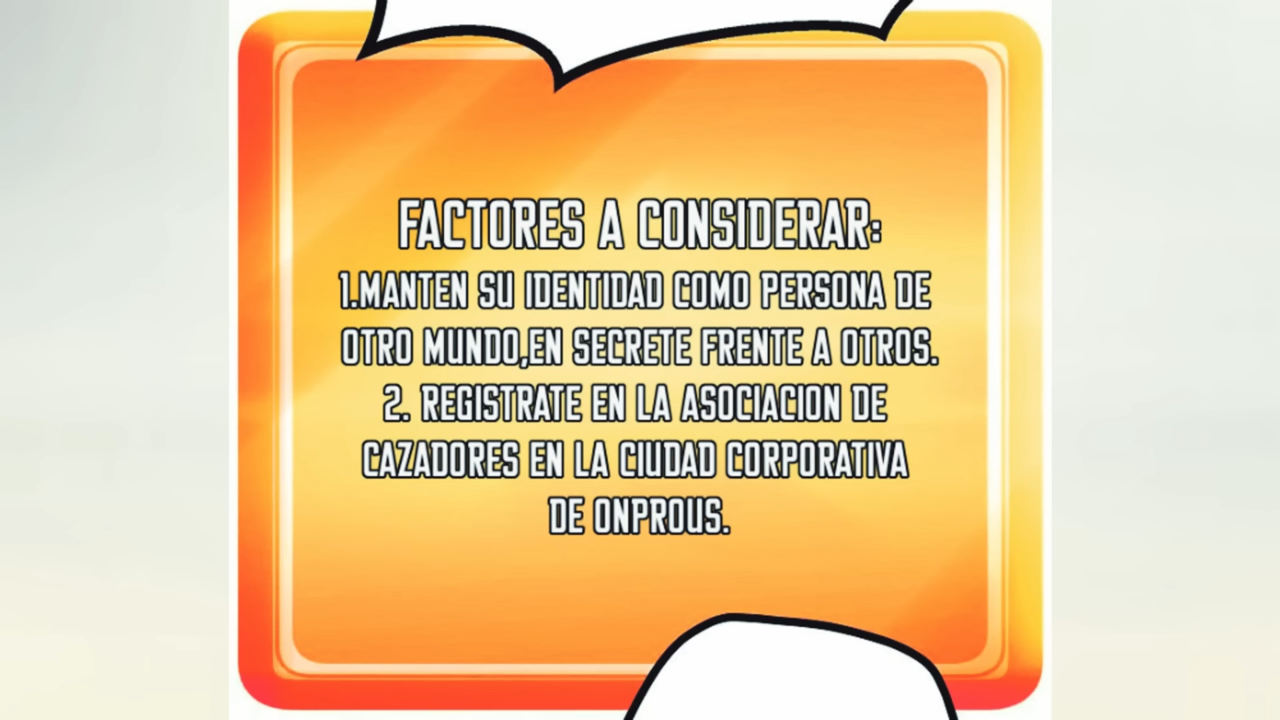 FACTORES A CONSIDERAR:
1.MANTEN SU IDENTIDAD COMO PERSONA DE
OTRO MUNDO,EN SECRETE FRENTE A OTROS.
2. REGISTRATE EN LA ASOCIACION DE
CAZADORES EN LA CIUDAD CORPORATIVA
DE ONPROUS.